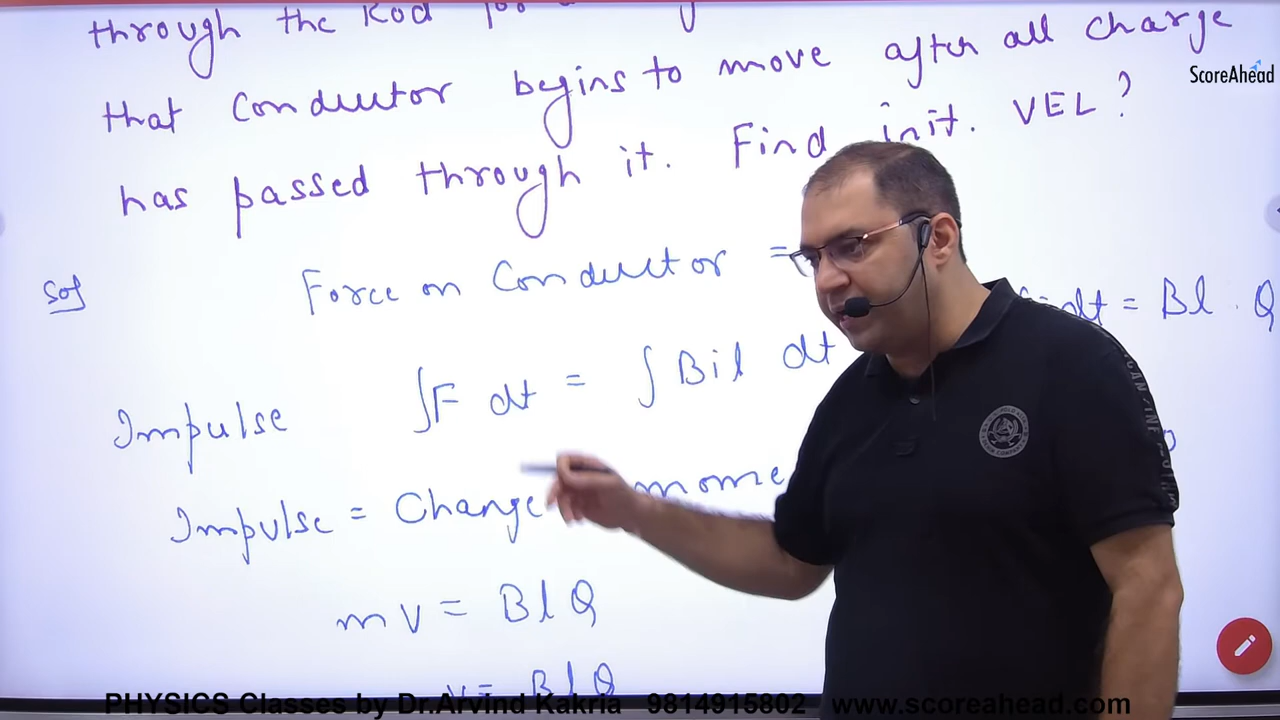 through the Rod
ScoreAhead
that Conductor begins to move after all charge
has passed through it. Find init. VEL?
Sol
Force on Conductor =
Impulse ∫F dt = ∫ Bil dt dt = Bl . Q
Impulse = Change mome
mv = BlQ
v = BlQ
PHYSICS Classes by Dr.Arvind Kakria 9814915802 www.scoreahead.com